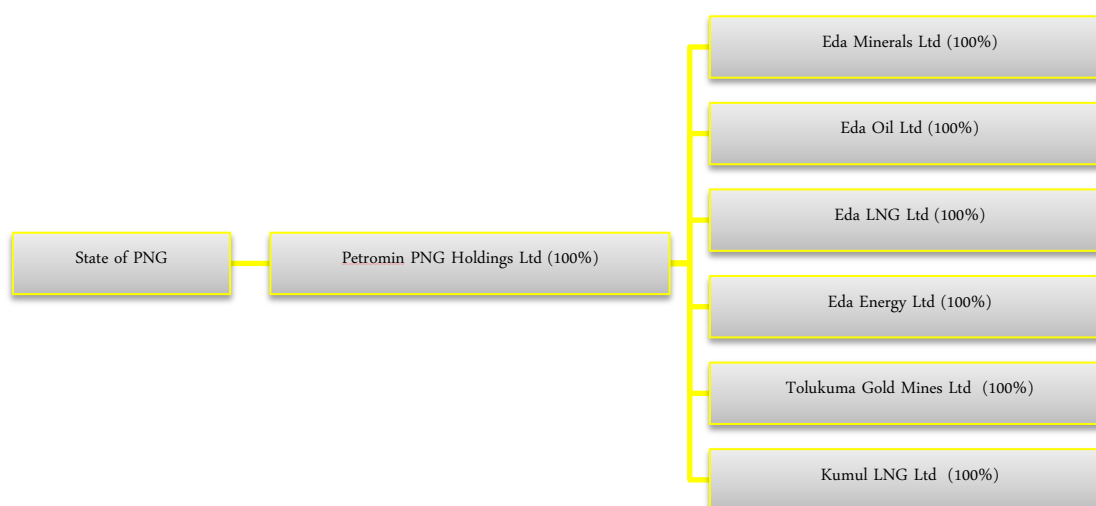 State of PNG
Petromin PNG Holdings Ltd (100%)
Eda Minerals Ltd (100%)
Eda Oil Ltd (100%)
Eda LNG Ltd (100%)
Eda Energy Ltd (100%)
Tolukuma Gold Mines Ltd  (100%)
Kumul LNG Ltd  (100%)